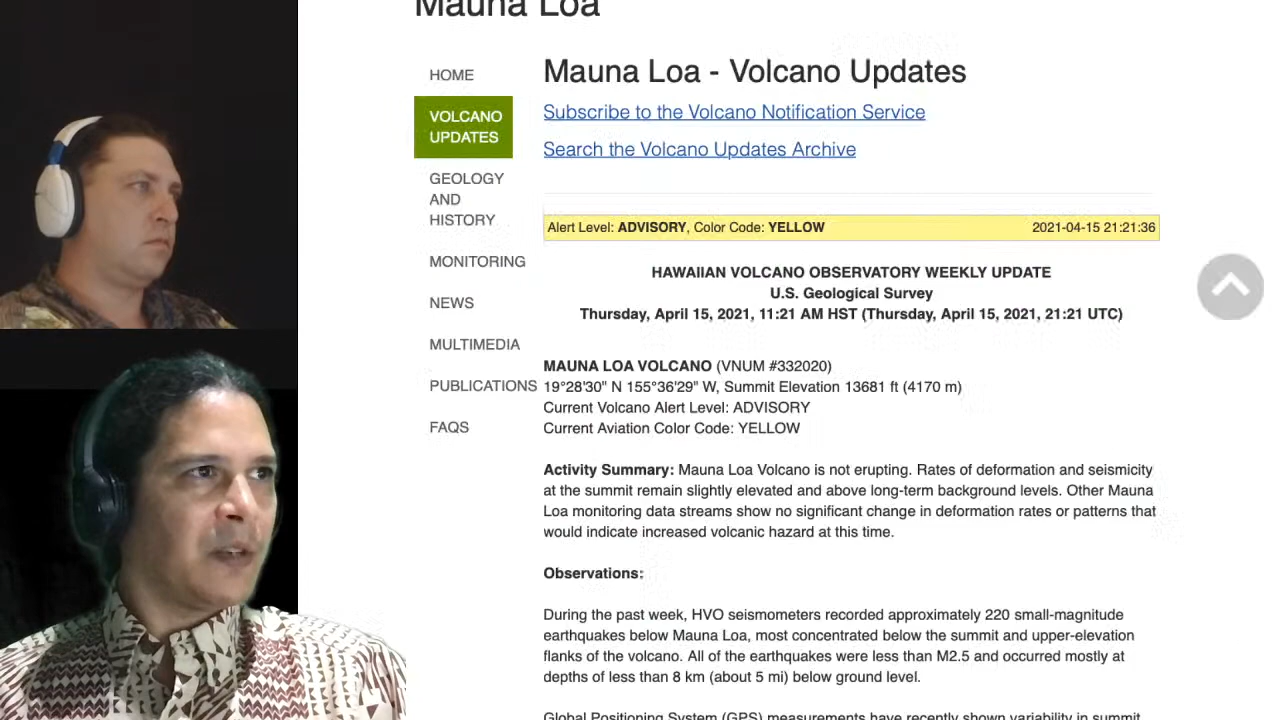 Mauna Loa
HOME
VOLCANO
UPDATES
GEOLOGY
AND
HISTORY
MONITORING
NEWS
MULTIMEDIA
PUBLICATIONS
FAQS
Mauna Loa - Volcano Updates
Subscribe to the Volcano Notification Service
Search the Volcano Updates Archive
Alert Level: ADVISORY, Color Code: YELLOW 2021-04-15 21:21:36
HAWAIIAN VOLCANO OBSERVATORY WEEKLY UPDATE
U.S. Geological Survey
Thursday, April 15, 2021, 11:21 AM HST (Thursday, April 15, 2021, 21:21 UTC)
MAUNA LOA VOLCANO (VNUM #332020)
19°28'30" N 155°36'29" W, Summit Elevation 13681 ft (4170 m)
Current Volcano Alert Level: ADVISORY
Current Aviation Color Code: YELLOW
Activity Summary: Mauna Loa Volcano is not erupting. Rates of deformation and seismicity
at the summit remain slightly elevated and above long-term background levels. Other Mauna
Loa monitoring data streams show no significant change in deformation rates or patterns that
would indicate increased volcanic hazard at this time.
Observations:
During the past week, HVO seismometers recorded approximately 220 small-magnitude
earthquakes below Mauna Loa, most concentrated below the summit and upper-elevation
flanks of the volcano. All of the earthquakes were less than M2.5 and occurred mostly at
depths of less than 8 km (about 5 mi) below ground level.
Global Positioning System (GPS) measurements have recently shown variability in summit